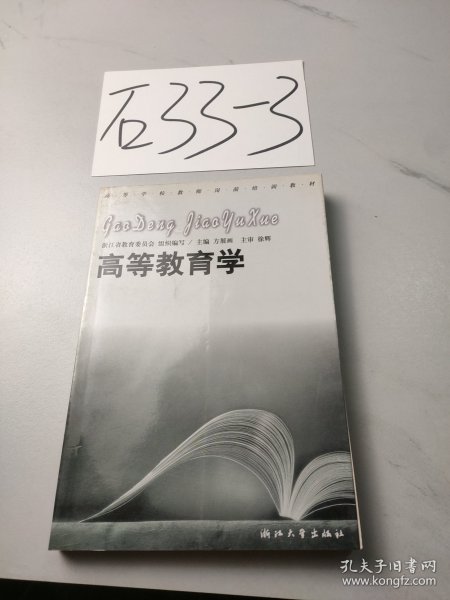 石33-3
高等学校教师岗前培训教材
GaoDeng JiaoYuXue
浙江省教育委员会 组织编写 / 主编 方展画 主审 徐辉
高等教育学
浙江大学出版社
孔夫子旧书网
www.kongfz.com